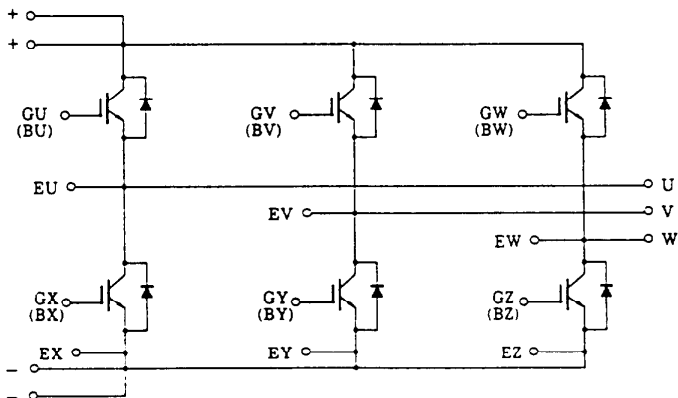 +
+
GU
(BU)
GV
(BV)
GW
(BW)
EU
U
EV
V
EW
W
GX
(BX)
GY
(BY)
GZ
(BZ)
EX
EY
EZ
−
−